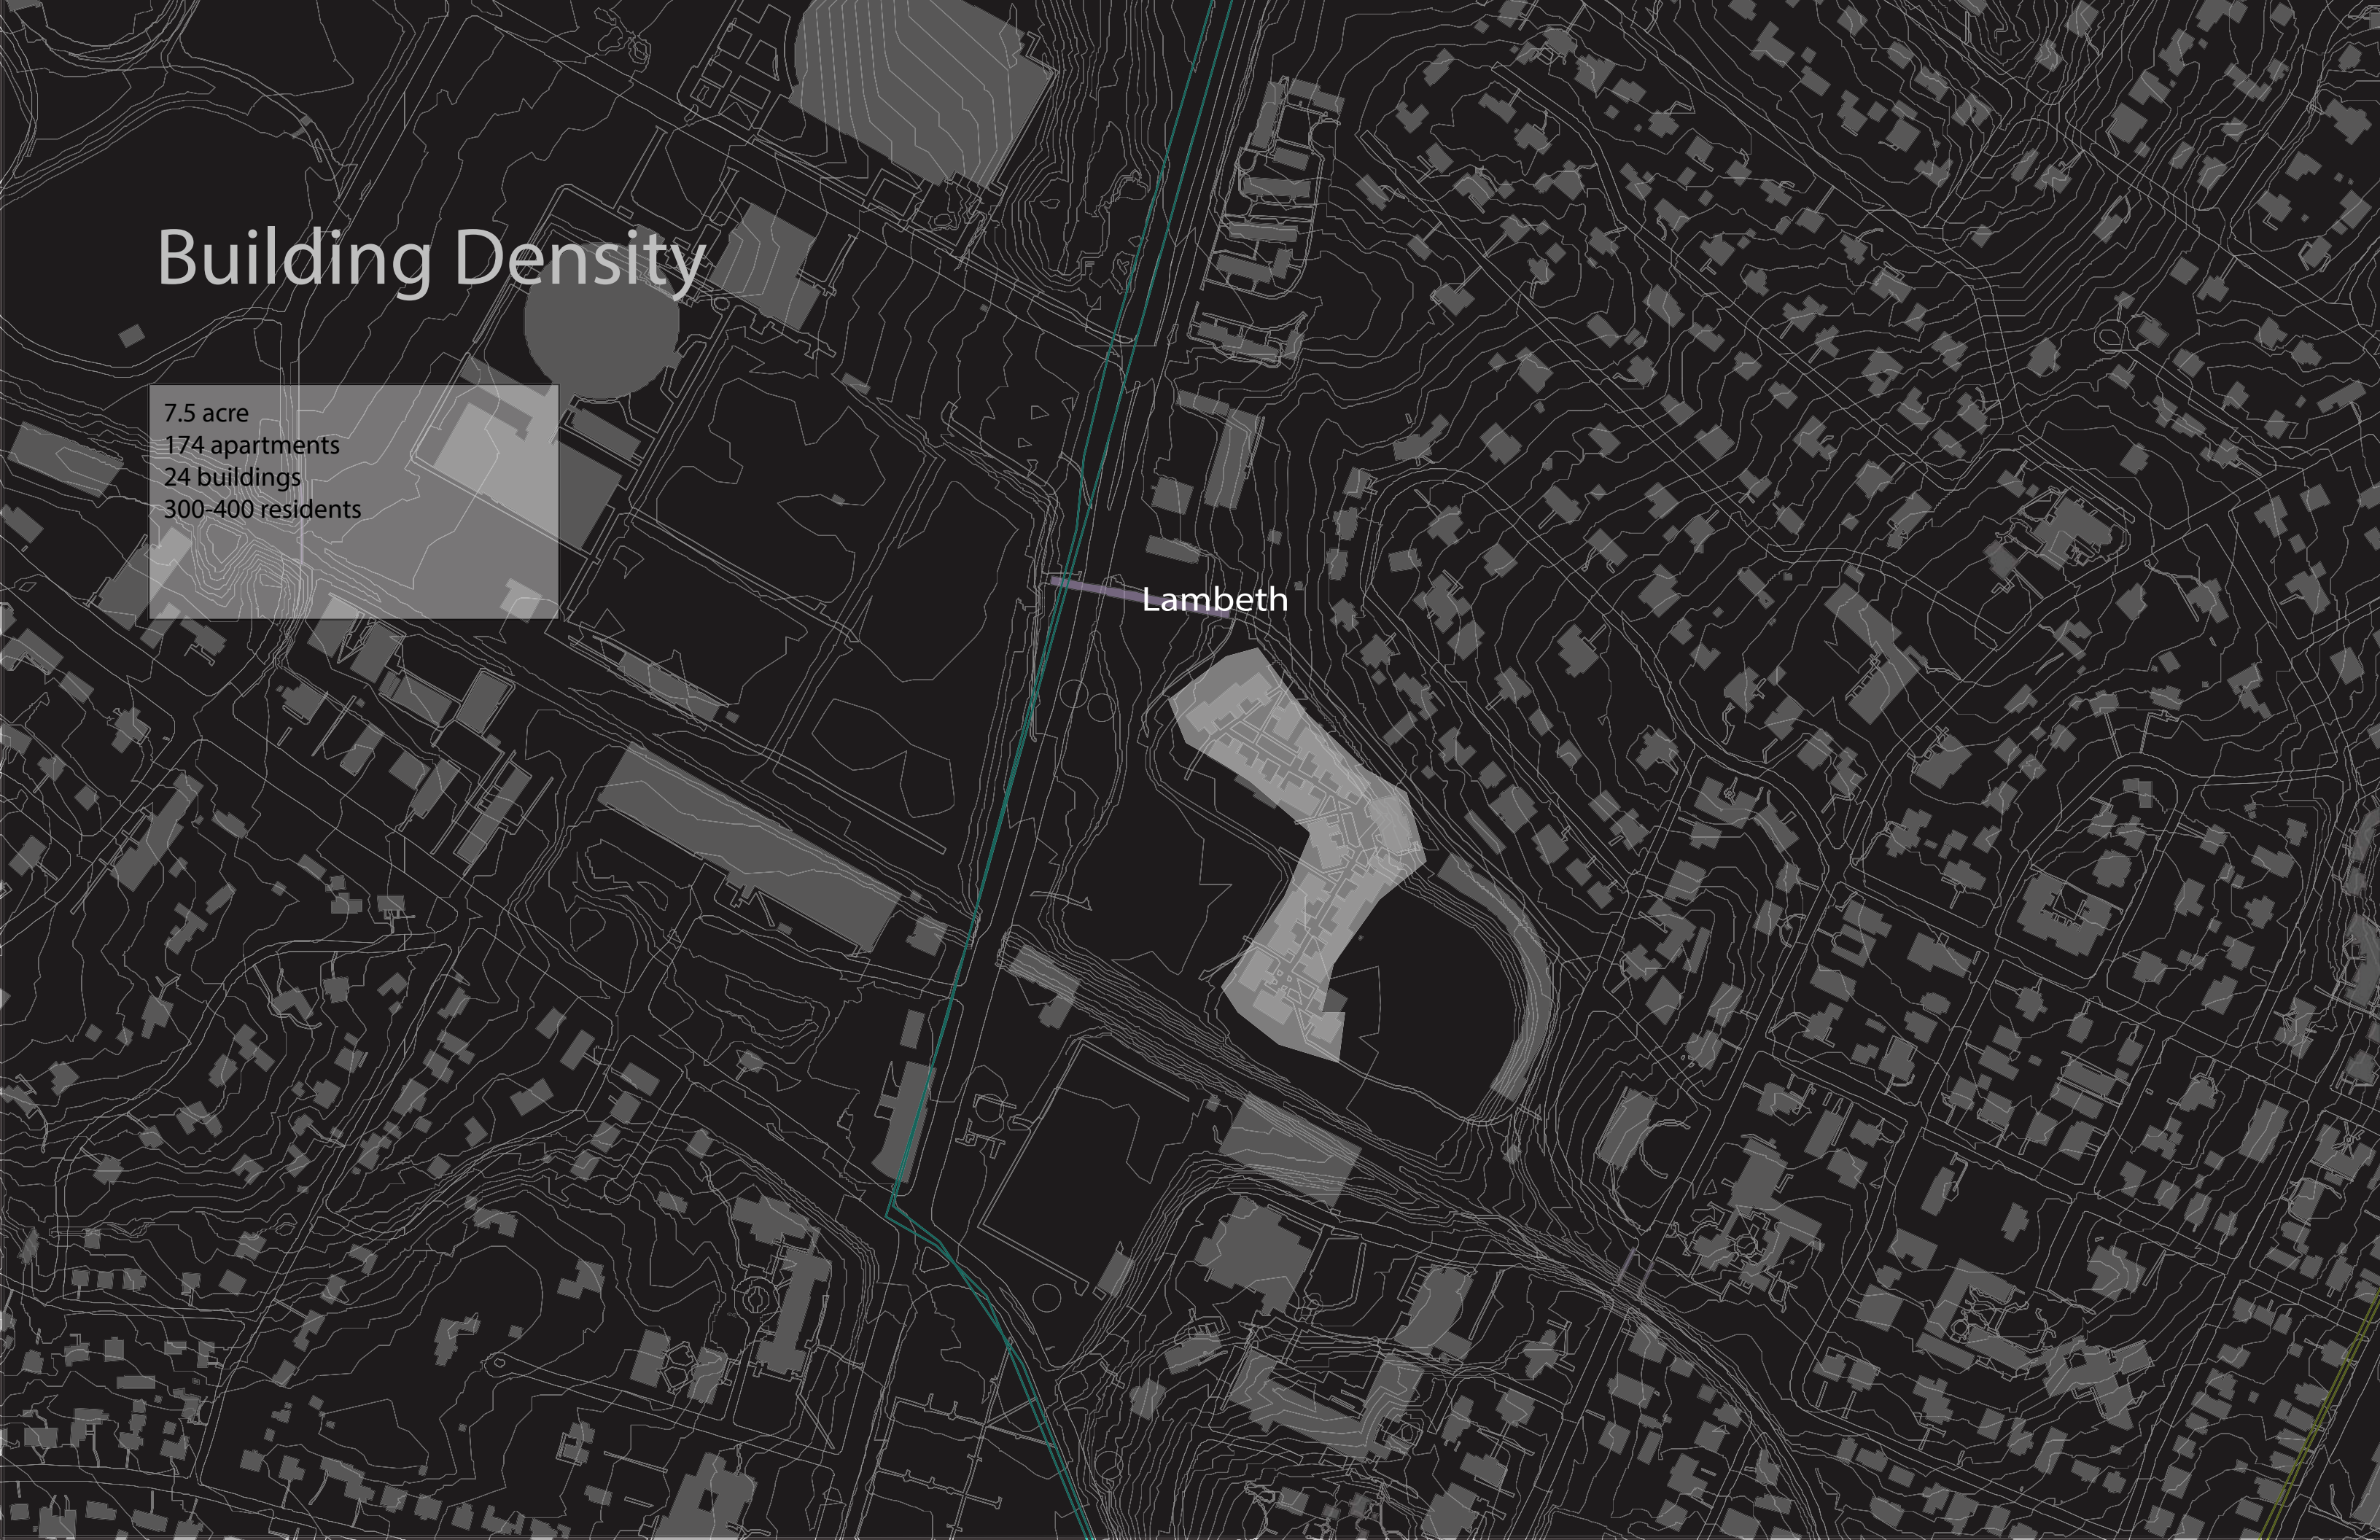 Building Density
7.5 acre
174 apartments
24 buildings
300-400 residents
Lambeth